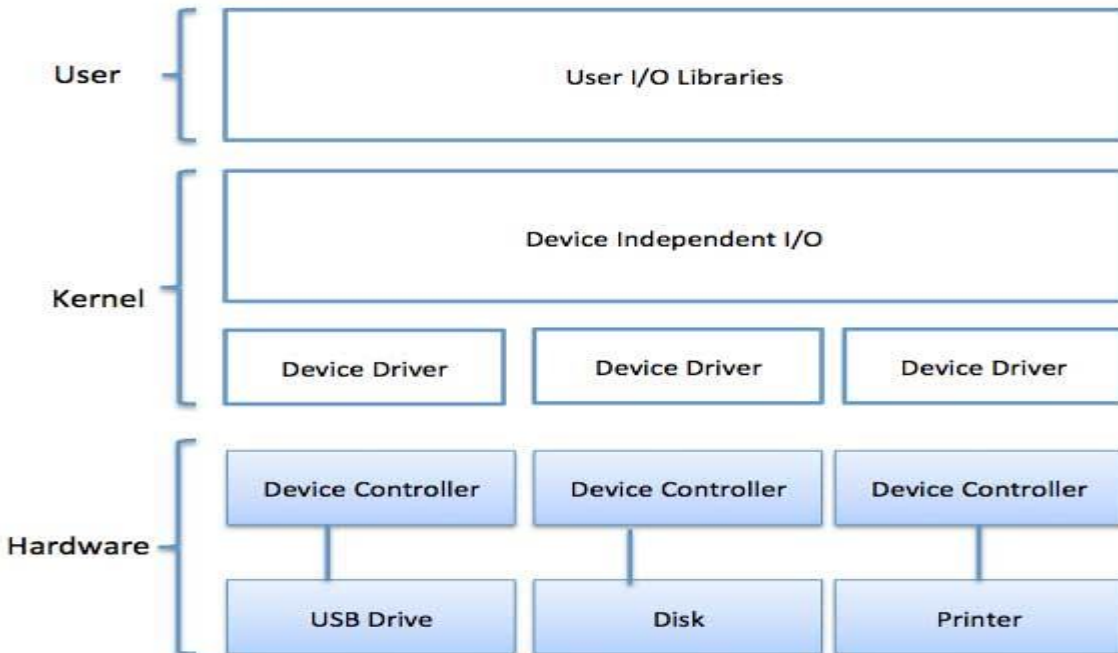 User
User I/O Libraries
Kernel
Device Independent I/O
Device Driver
Device Driver
Device Driver
Hardware
Device Controller
Device Controller
Device Controller
USB Drive
Disk
Printer